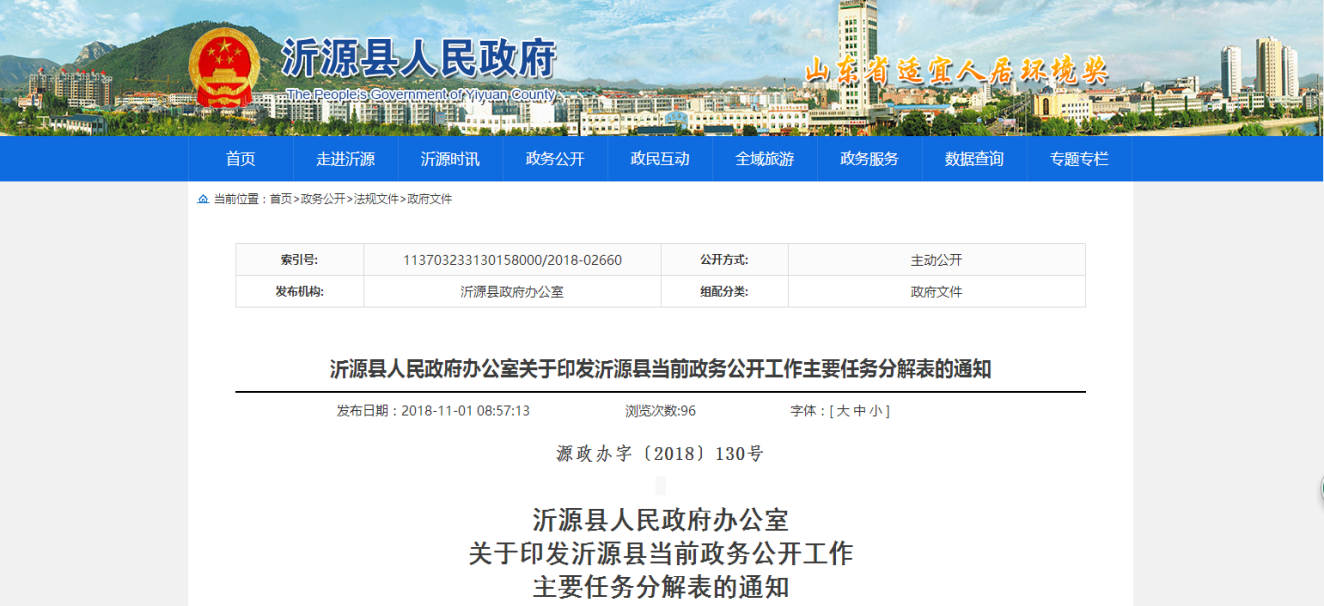 沂源县人民政府
The People's Government of Yiyuan County
山东省适宜人居环境奖
首页 走进沂源 沂源时讯 政务公开 政民互动 全域旅游 政务服务 数据查询 专题专栏
当前位置：首页>政务公开>法规文件>政府文件
索引号: 113703233130158000/2018-02660 公开方式: 主动公开
发布机构: 沂源县政府办公室 组配分类: 政府文件
沂源县人民政府办公室关于印发沂源县当前政务公开工作主要任务分解表的通知
发布日期：2018-11-01 08:57:13 浏览次数:96 字体：[ 大 中 小 ]
源政办字〔2018〕130号
沂源县人民政府办公室
关于印发沂源县当前政务公开工作
主要任务分解表的通知